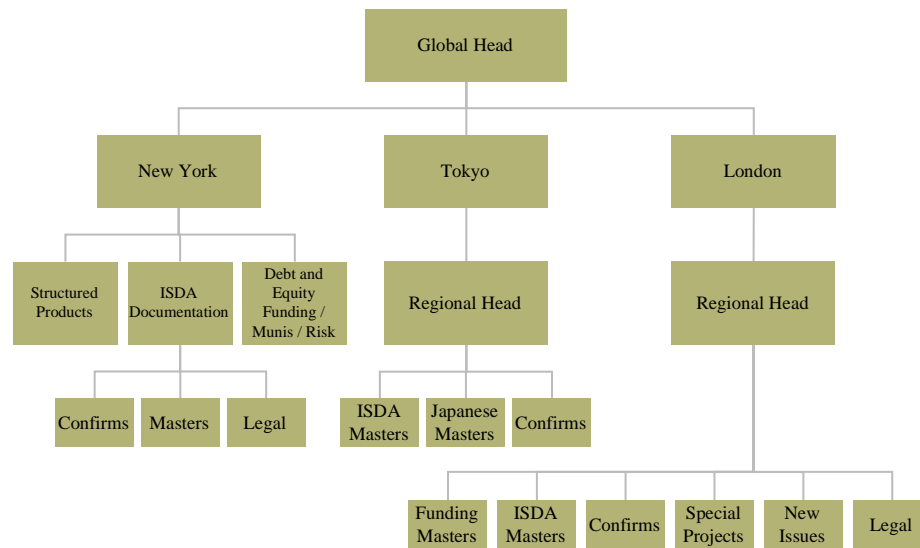 Global Head
New York
Tokyo
London
Structured
Products
ISDA
Documentation
Debt and
Equity
Funding /
Munis / Risk
Regional Head
Regional Head
Confirms
Masters
Legal
ISDA
Masters
Japanese
Masters
Confirms
Funding
Masters
ISDA
Masters
Confirms
Special
Projects
New
Issues
Legal